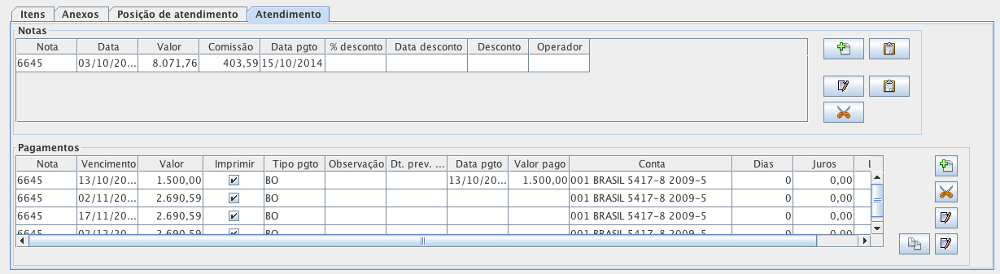 Itens Anexos Posição de atendimento Atendimento
Notas
Nota Data Valor Comissão Data pgto % desconto Data desconto Desconto Operador
6645 03/10/20... 8.071,76 403,59 15/10/2014
Pagamentos
Nota Vencimento Valor Imprimir Tipo pgto Observação Dt. prev. ... Data pgto Valor pago Conta Dias Juros
6645 13/10/20... 1.500,00 BO 13/10/20... 1.500,00 001 BRASIL 5417-8 2009-5 0 0,00
6645 02/11/20... 2.690,59 BO 001 BRASIL 5417-8 2009-5 0 0,00
6645 17/11/20... 2.690,59 BO 001 BRASIL 5417-8 2009-5 0 0,00
6645 02/12/20... 2.690,59 BO 001 BRASIL 5417-8 2009-5 0 0,00